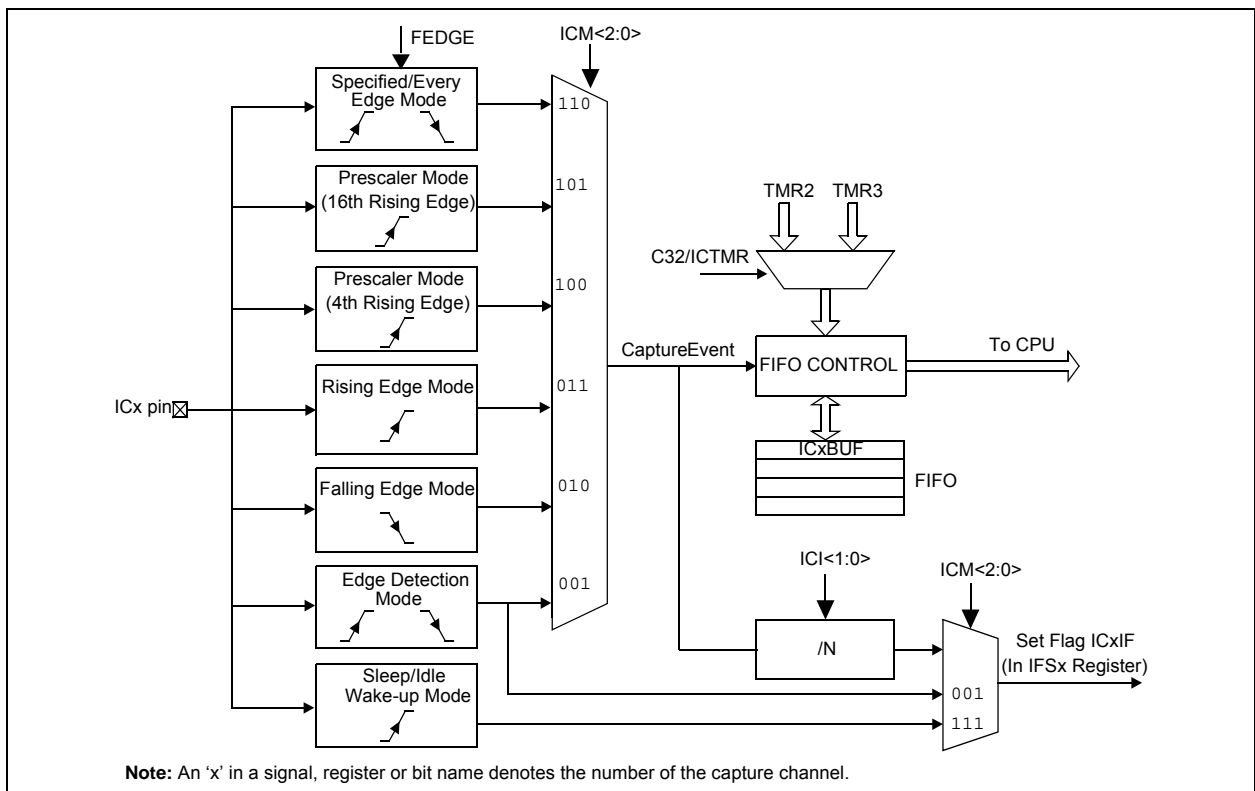 FEDGE
ICM<2:0>
Specified/Every
Edge Mode
110
Prescaler Mode
(16th Rising Edge)
101
TMR2
TMR3
C32/ICTMR
Prescaler Mode
(4th Rising Edge)
100
CaptureEvent
FIFO CONTROL
To CPU
ICx pin
Rising Edge Mode
011
ICxBUF
FIFO
Falling Edge Mode
010
ICI<1:0>
ICM<2:0>
Edge Detection
Mode
001
/N
Set Flag ICxIF
(In IFSx Register)
Sleep/Idle
Wake-up Mode
001
111
Note: An ‘x’ in a signal, register or bit name denotes the number of the capture channel.